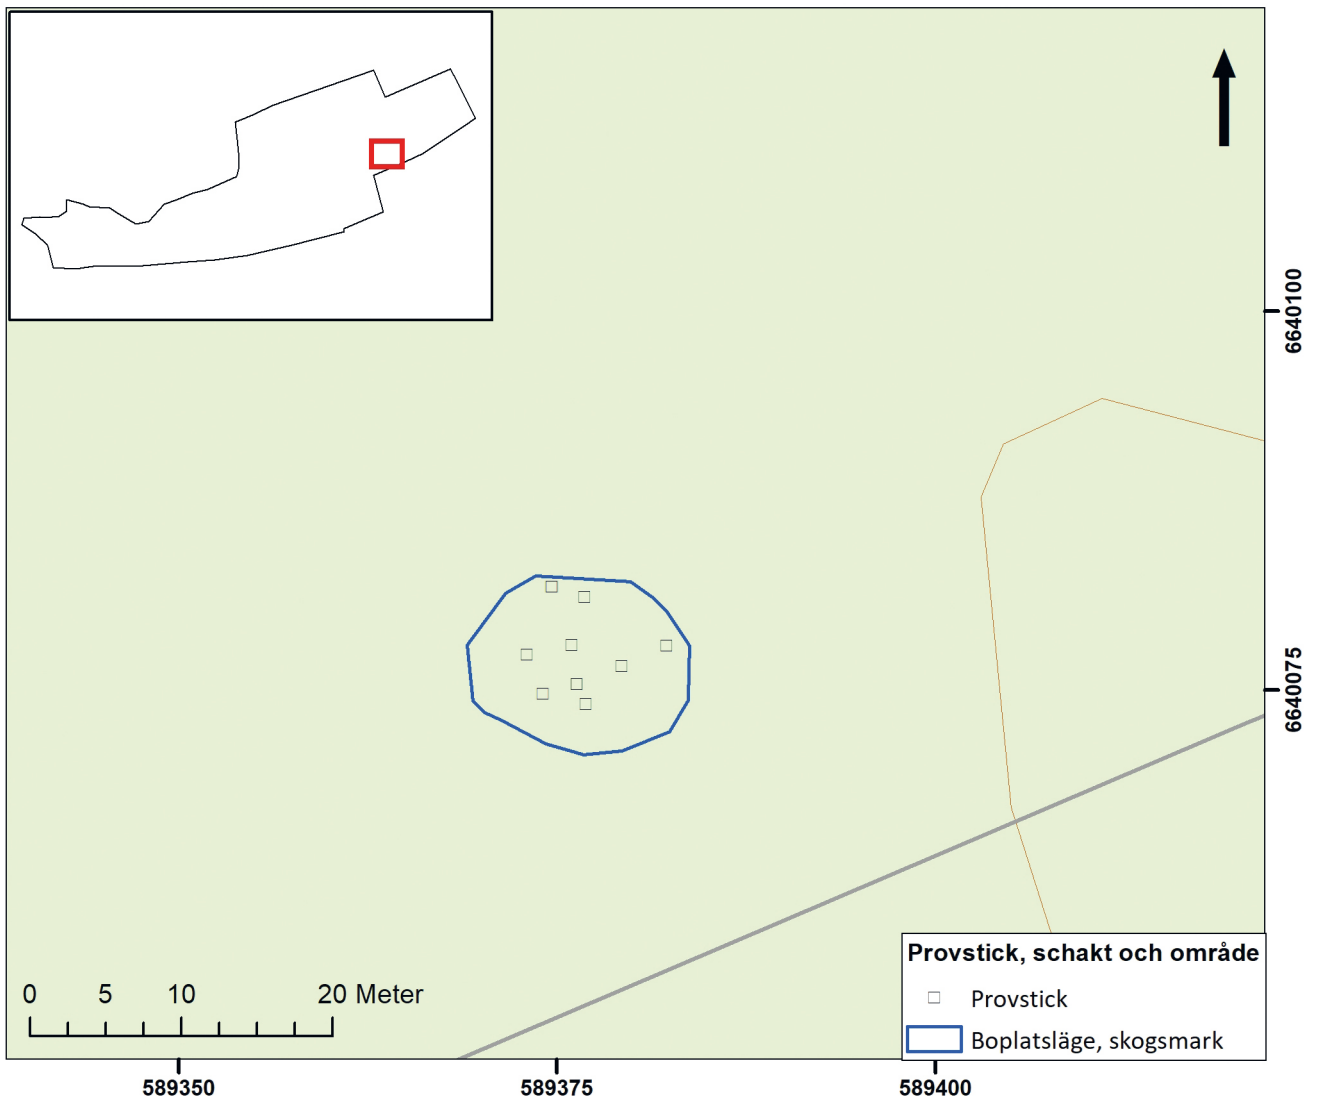 6640100
6640075
0 5 10 20 Meter
Provstick, schakt och område
Provstick
Boplatsläge, skogsmark
589350 589375 589400